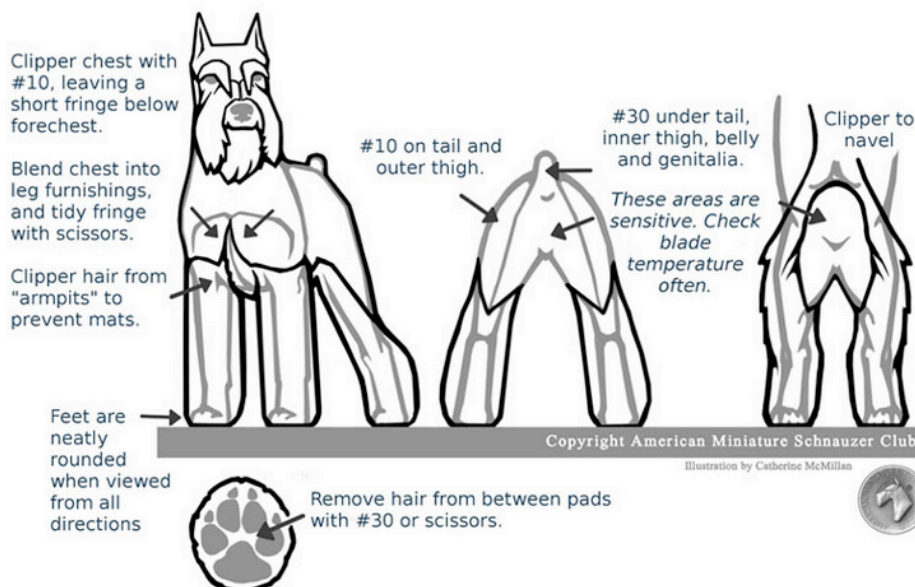 Clipper chest with
#10, leaving a
short fringe below
forechest.
Blend chest into
leg furnishings,
and tidy fringe
with scissors.
Clipper hair from
"armpits" to
prevent mats.
Feet are
neatly
rounded
when viewed
from all
directions
#10 on tail and
outer thigh.
#30 under tail,
inner thigh, belly
and genitalia.
These areas are
sensitive. Check
blade
temperature
often.
Clipper to
navel
Copyright American Miniature Schnauzer Club
Illustration by Catherine McMillan
Remove hair from between pads
with #30 or scissors.